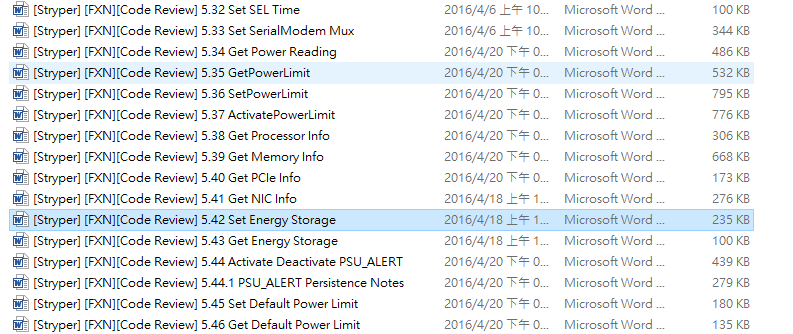 [Stryper] [FXN][Code Review] 5.32 Set SEL Time 2016/4/6 上午 10... Microsoft Word ... 100 KB
[Stryper] [FXN][Code Review] 5.33 Set SerialModem Mux 2016/4/6 上午 10... Microsoft Word ... 344 KB
[Stryper] [FXN][Code Review] 5.34 Get Power Reading 2016/4/20 下午 0... Microsoft Word ... 486 KB
[Stryper] [FXN][Code Review] 5.35 GetPowerLimit 2016/4/20 下午 0... Microsoft Word ... 532 KB
[Stryper] [FXN][Code Review] 5.36 SetPowerLimit 2016/4/20 下午 0... Microsoft Word ... 795 KB
[Stryper] [FXN][Code Review] 5.37 ActivatePowerLimit 2016/4/20 下午 0... Microsoft Word ... 776 KB
[Stryper] [FXN][Code Review] 5.38 Get Processor Info 2016/4/20 下午 0... Microsoft Word ... 306 KB
[Stryper] [FXN][Code Review] 5.39 Get Memory Info 2016/4/20 下午 0... Microsoft Word ... 668 KB
[Stryper] [FXN][Code Review] 5.40 Get PCIe Info 2016/4/20 下午 0... Microsoft Word ... 173 KB
[Stryper] [FXN][Code Review] 5.41 Get NIC Info 2016/4/18 上午 1... Microsoft Word ... 276 KB
[Stryper] [FXN][Code Review] 5.42 Set Energy Storage 2016/4/18 上午 1... Microsoft Word ... 235 KB
[Stryper] [FXN][Code Review] 5.43 Get Energy Storage 2016/4/18 上午 1... Microsoft Word ... 100 KB
[Stryper] [FXN][Code Review] 5.44 Activate Deactivate PSU_ALERT 2016/4/20 下午 0... Microsoft Word ... 439 KB
[Stryper] [FXN][Code Review] 5.44.1 PSU_ALERT Persistence Notes 2016/4/20 下午 0... Microsoft Word ... 279 KB
[Stryper] [FXN][Code Review] 5.45 Set Default Power Limit 2016/4/20 下午 0... Microsoft Word ... 180 KB
[Stryper] [FXN][Code Review] 5.46 Get Default Power Limit 2016/4/20 下午 0... Microsoft Word ... 135 KB